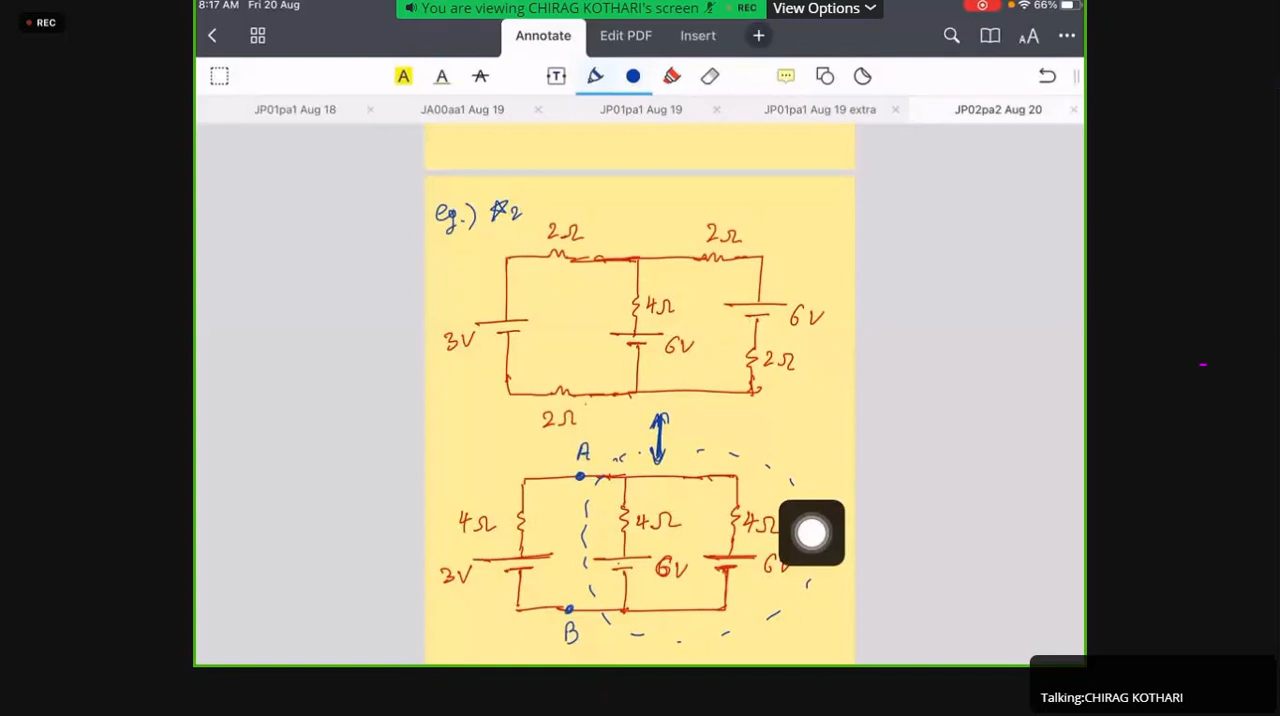 8:17 AM Fri 20 Aug
You are viewing CHIRAG KOTHARI's screen
REC
View Options
66%
REC
Annotate
Edit PDF
Insert
+
AA
A A A T
JP01pa1 Aug 18
JA00aa1 Aug 19
JP01pa1 Aug 19
JP01pa1 Aug 19 extra
JP02pa2 Aug 20
eg.) ☆2
2Ω
2Ω
4Ω
6V
3V
6V
2Ω
2Ω
A
4Ω
4Ω
4Ω
3V
6V
6V
B
Talking:CHIRAG KOTHARI